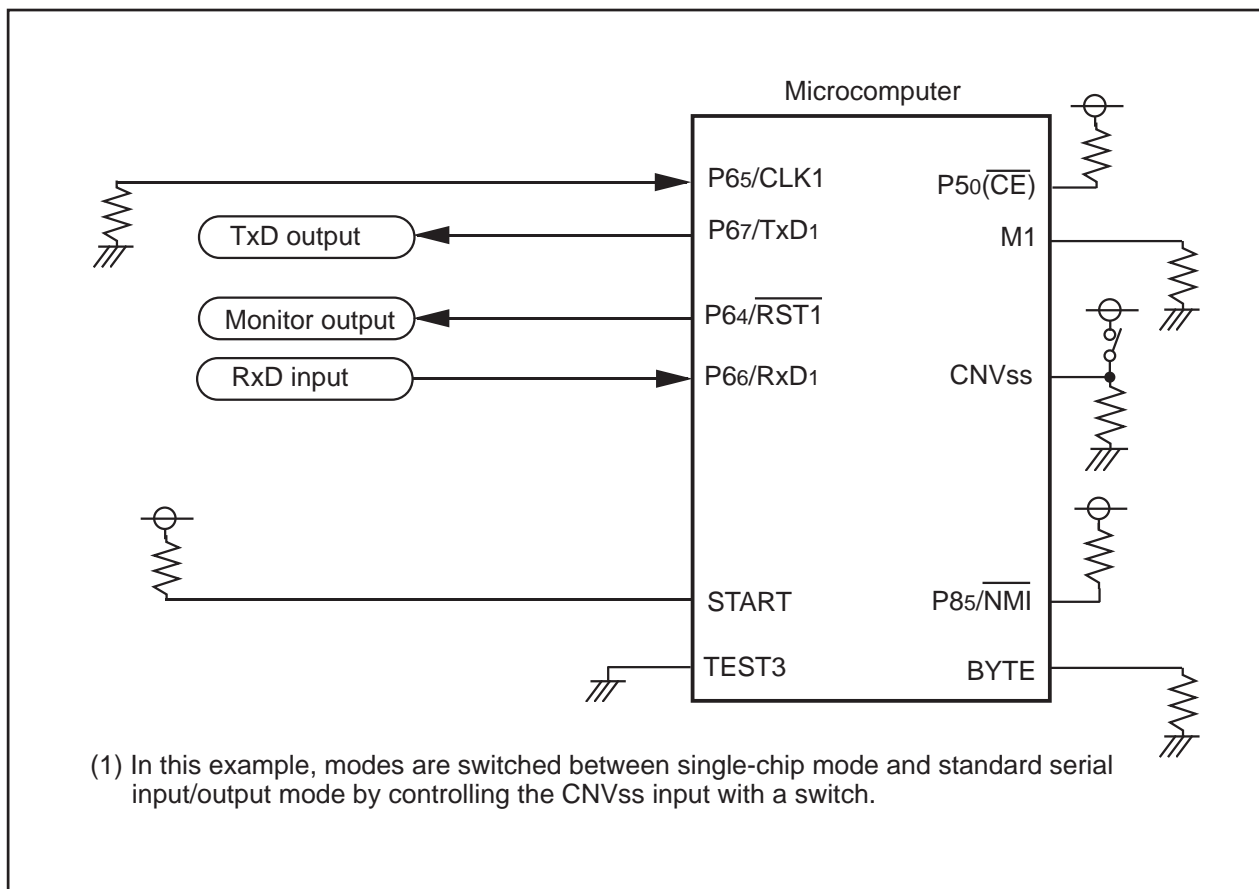 Microcomputer
P65/CLK1
P50(CE)
P67/TxD1
TxD output
M1
P64/RST1
Monitor output
P66/RxD1
RxD input
CNVss
START
P85/NMI
TEST3
BYTE
(1) In this example, modes are switched between single-chip mode and standard serial
input/output mode by controlling the CNVss input with a switch.